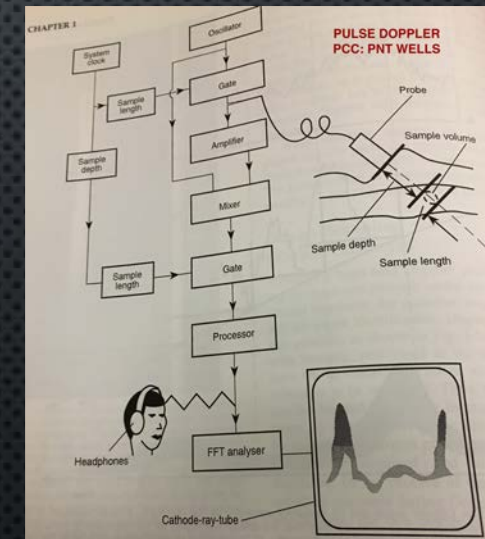 CHAPTER 1
PULSE DOPPLER
PCC: PNT WELLS
Oscillator
System
clock
Gate
Sample
length
Probe
Amplifier
Sample volume
Sample
depth
Mixer
Sample depth
Sample length
Sample
length
Gate
Processor
Headphones
FFT analyser
Cathode-ray-tube